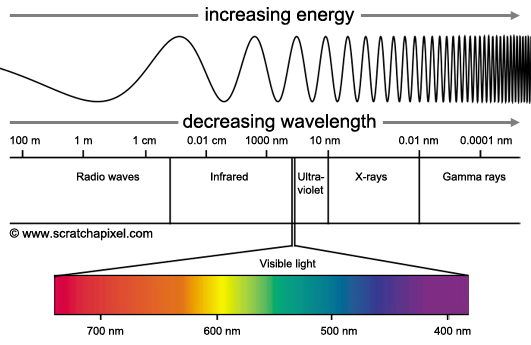 increasing energy
decreasing wavelength
100 m 1 m 1 cm 0.01 cm 1000 nm 10 nm 0.01 nm 0.0001 nm
Radio waves Infrared Ultra-
violet X-rays Gamma rays
© www.scratchapixel.com
Visible light
700 nm 600 nm 500 nm 400 nm